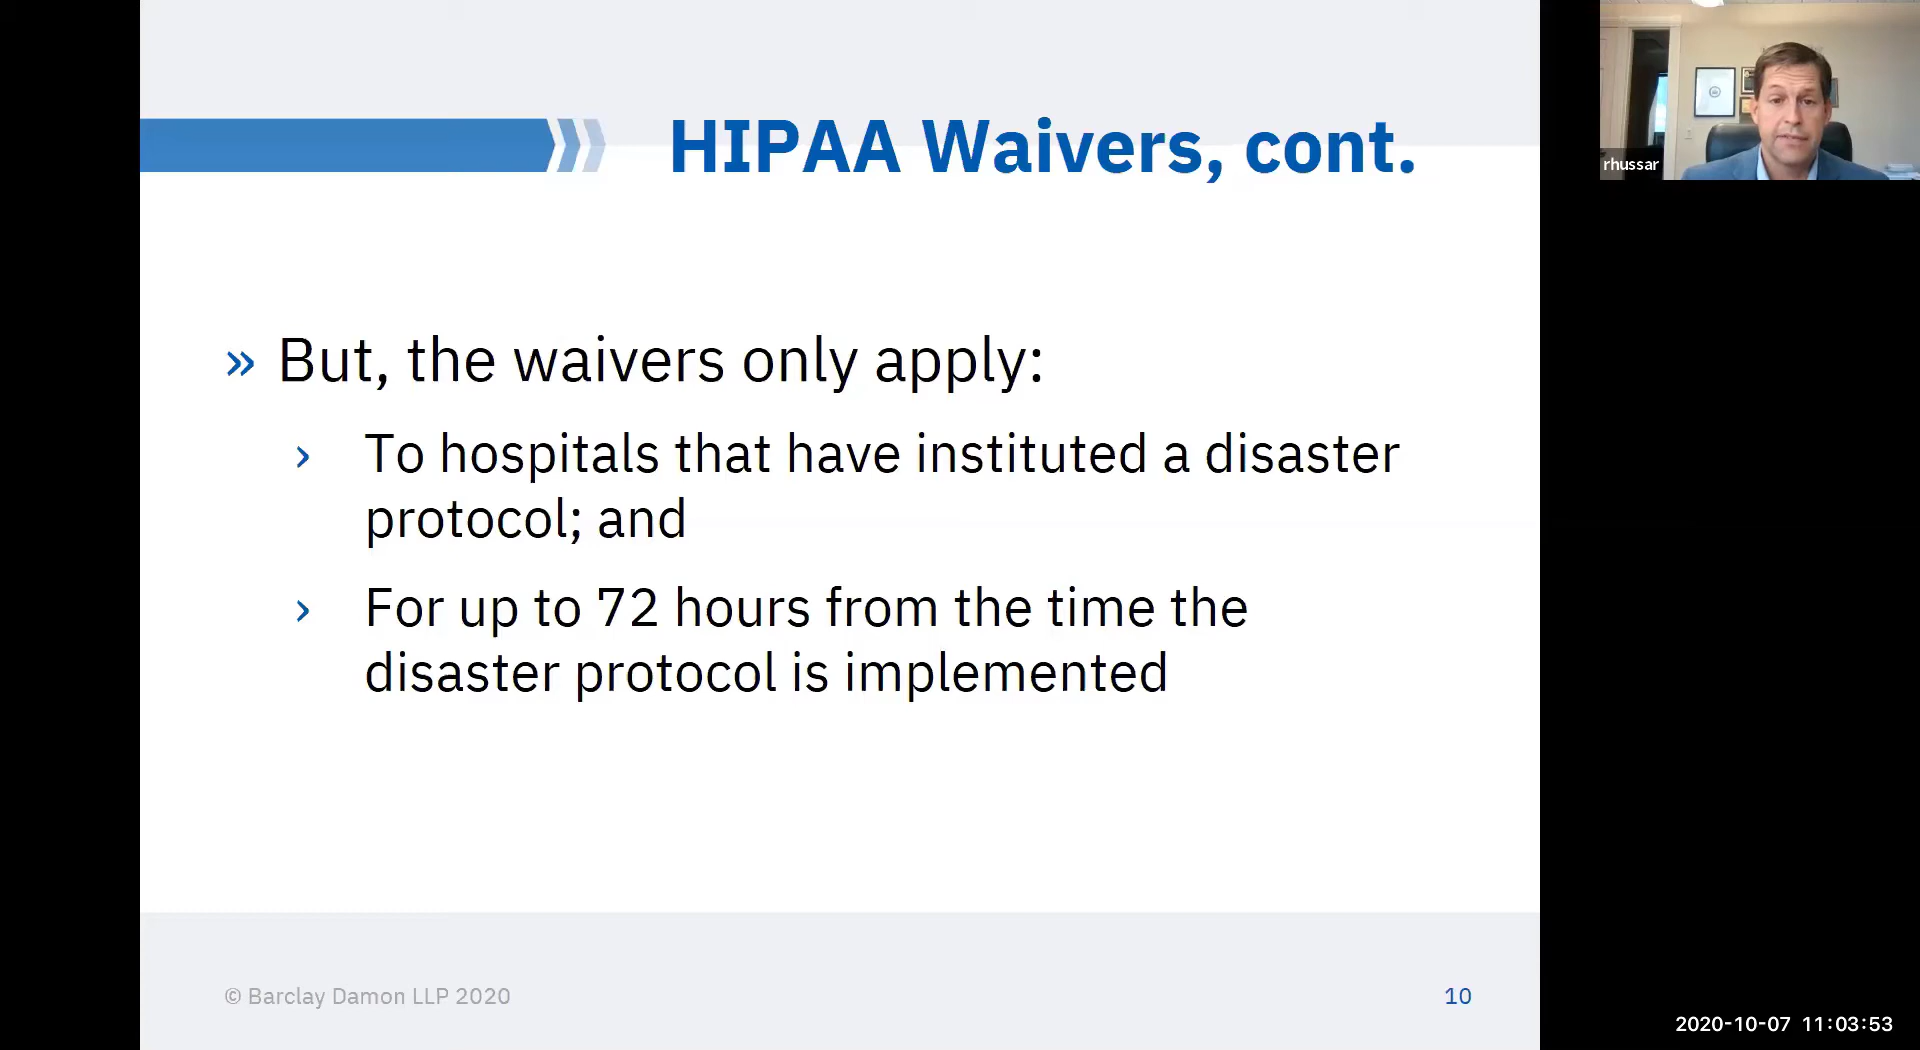 HIPAA Waivers, cont.
rhussar
» But, the waivers only apply:
› To hospitals that have instituted a disaster
protocol; and
› For up to 72 hours from the time the
disaster protocol is implemented
© Barclay Damon LLP 2020
10
2020-10-07 11:03:53